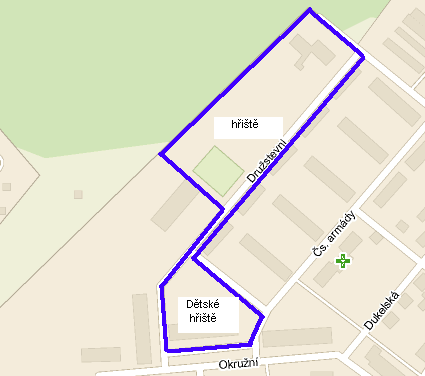 hřiště
Družstevní
Čs. armády
Dětské
hřiště
Dukelská
Okružní